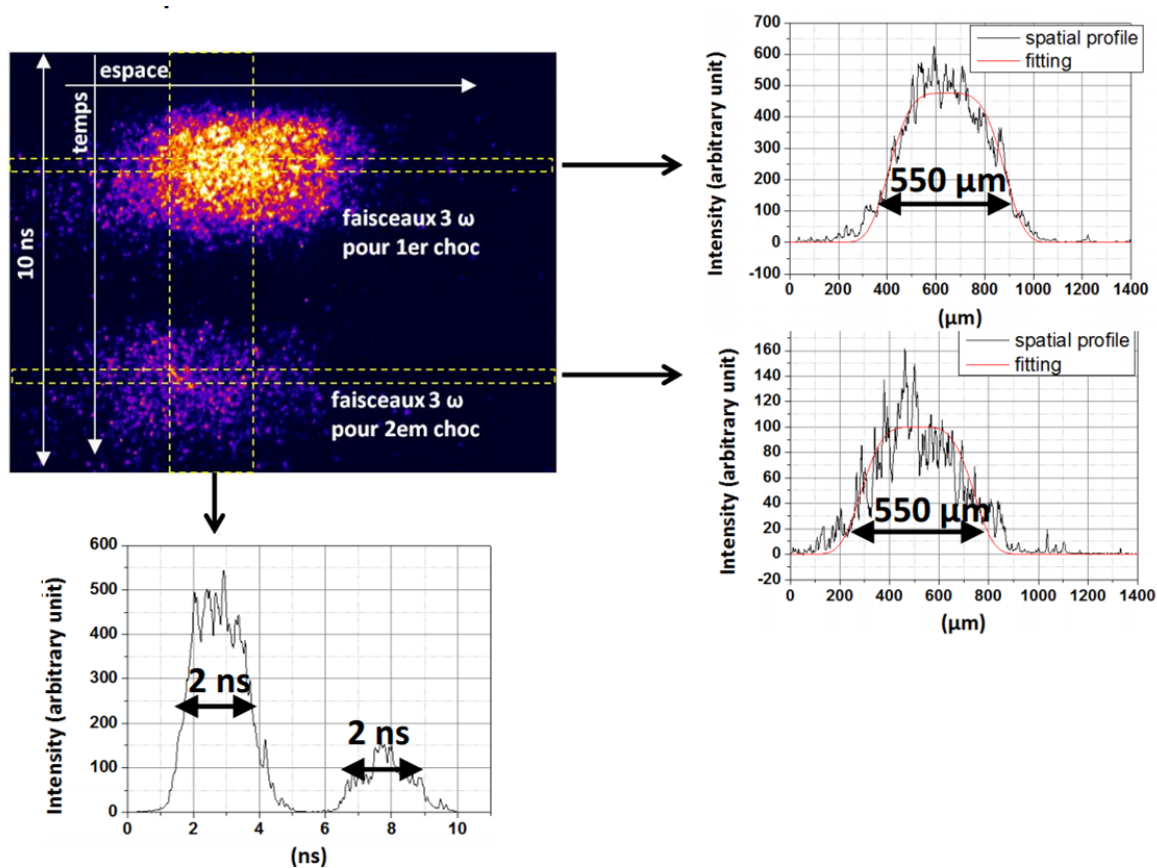 espace
temps
10 ns
faisceaux 3 ω
pour 1er choc
faisceaux 3 ω
pour 2em choc
700
600
500
400
300
200
100
0
-100
Intensity (arbitrary unit)
spatial profile
fitting
550 µm
0 200 400 600 800 1000 1200 1400
(µm)
160
140
120
100
80
60
40
20
0
-20
Intensity (arbitrary unit)
spatial profile
fitting
550 µm
0 200 400 600 800 1000 1200 1400
(µm)
600
500
400
300
200
100
0
Intensity (arbitrary unit)
2 ns
2 ns
0 2 4 6 8 10
(ns)